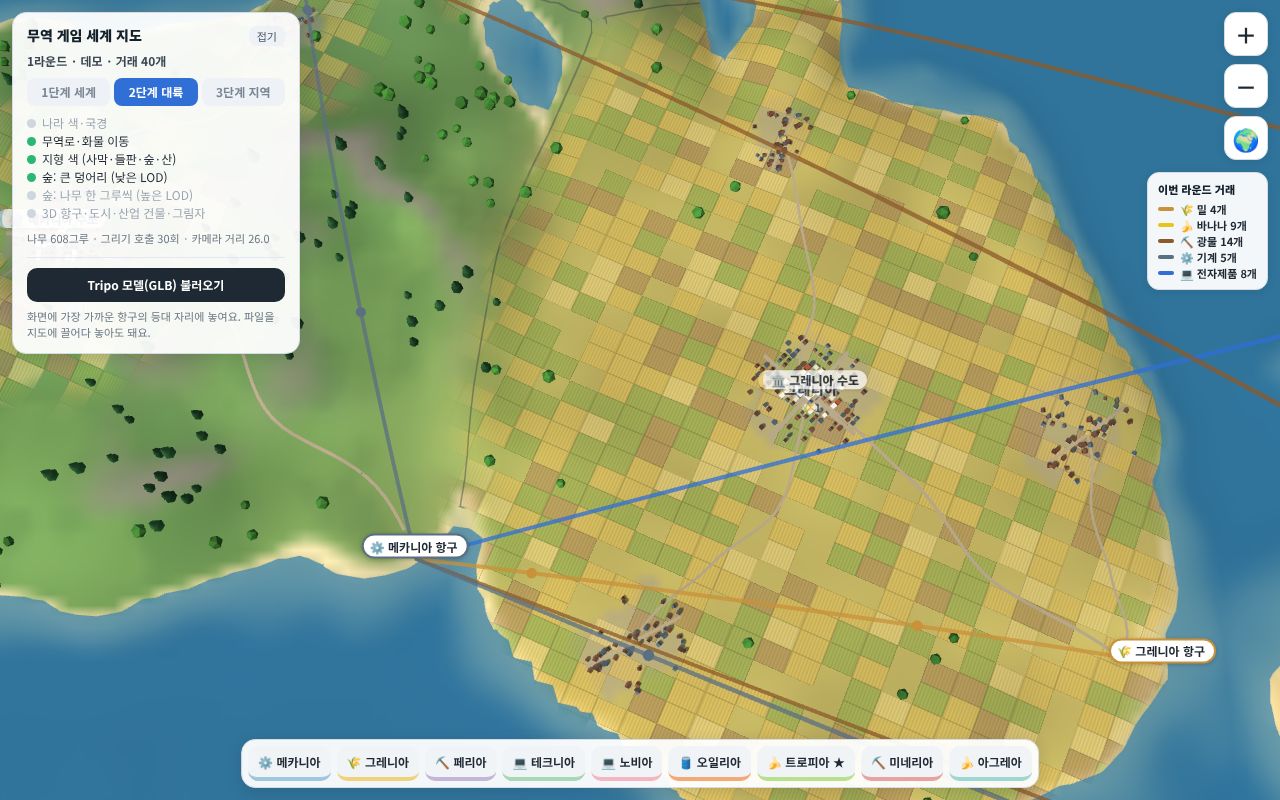 무역 게임 세계 지도
접기
1라운드 · 데모 · 거래 40개
1단계 세계
2단계 대륙
3단계 지역
나라 색·국경
무역로·화물 이동
지형 색 (사막·들판·숲·산)
숲: 큰 덩어리 (낮은 LOD)
숲: 나무 한 그루씩 (높은 LOD)
3D 항구·도시·산업 건물·그림자
나무 608그루 · 그리기 호출 30회 · 카메라 거리 26.0
Tripo 모델(GLB) 불러오기
화면에 가장 가까운 항구의 등대 자리에 놓여요. 파일을
지도에 끌어다 놓아도 돼요.
+
−
이번 라운드 거래
밀 4개
바나나 9개
광물 14개
기계 5개
전자제품 8개
그레니아 수도
그레니아
메카니아 항구
그레니아 항구
메카니아
그레니아
페리아
테크니아
노비아
오일리아
트로피아 ★
미네리아
아그레아